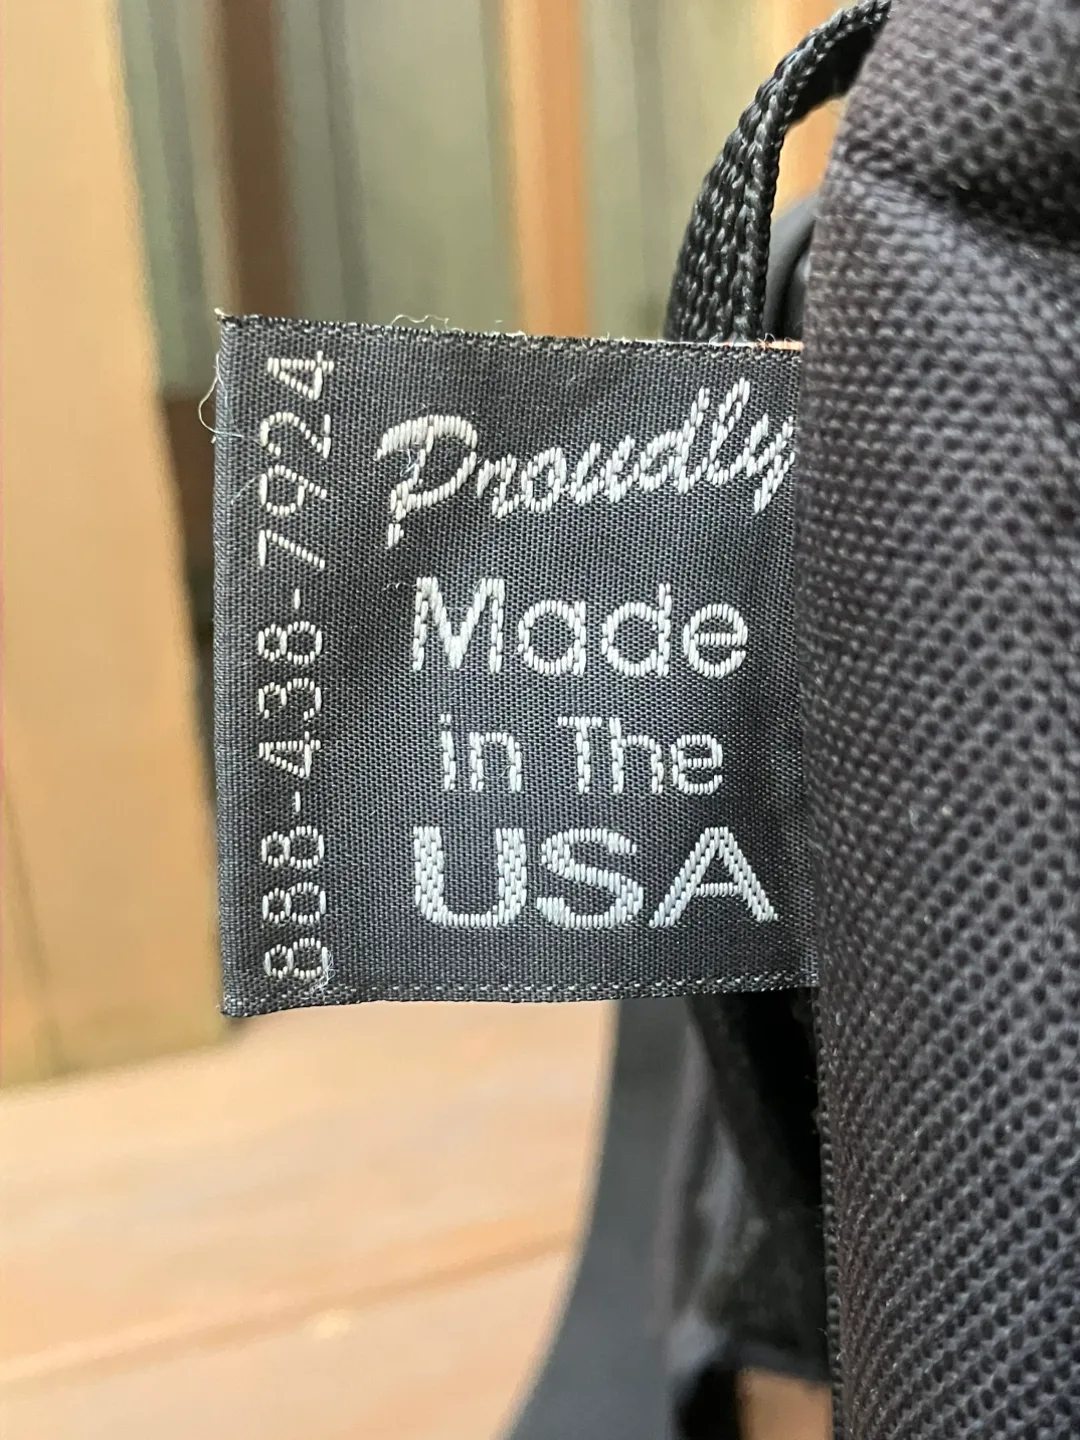 888-438-7924
Proudly
Made
in The
USA